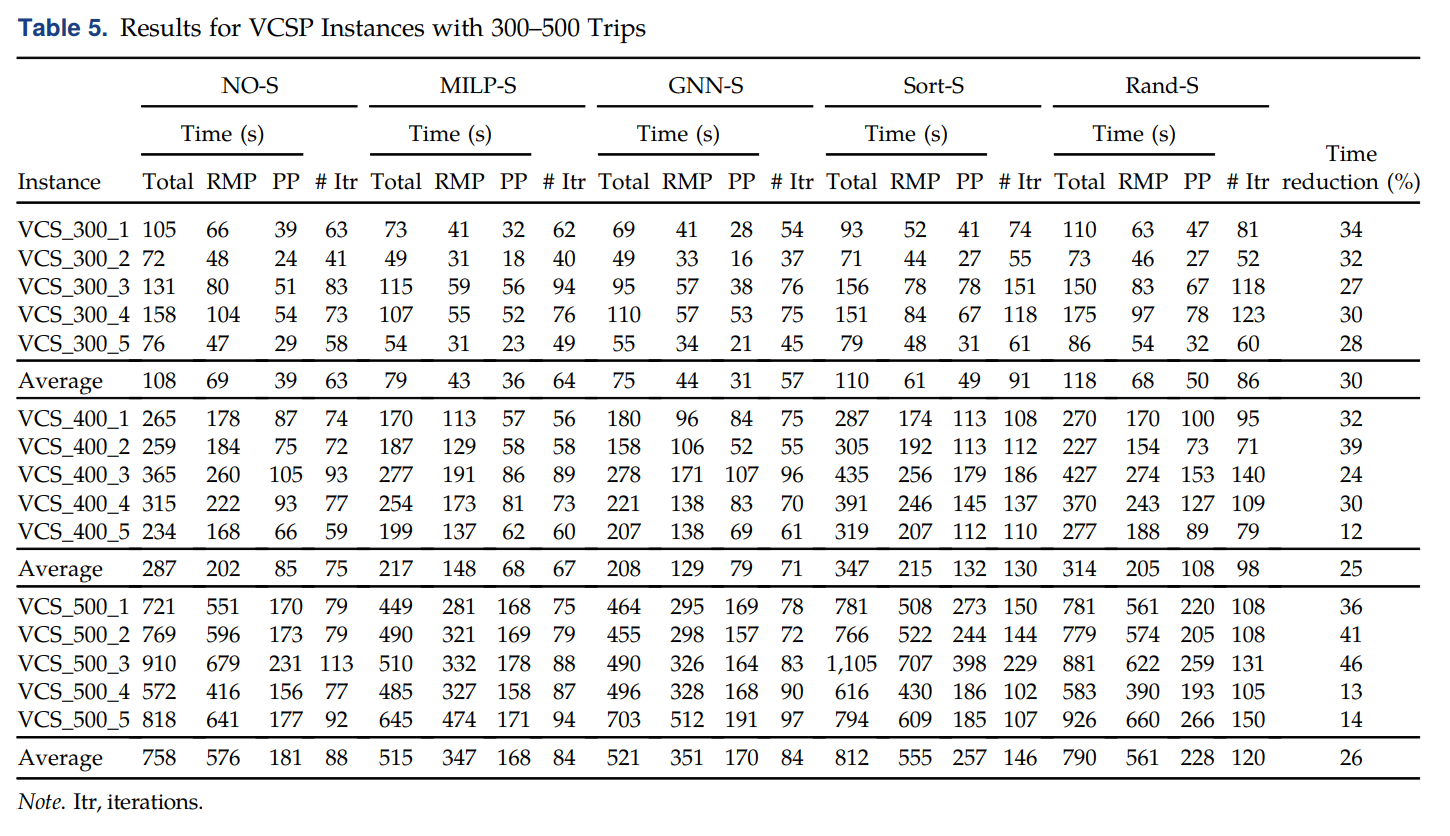 Table 5. Results for VCSP Instances with 300–500 Trips
NO-S MILP-S GNN-S Sort-S Rand-S
Time (s) Time (s) Time (s) Time (s) Time (s)
Time
Instance Total RMP PP # Itr Total RMP PP # Itr Total RMP PP # Itr Total RMP PP # Itr Total RMP PP # Itr reduction (%)
VCS_300_1 105 66 39 63 73 41 32 62 69 41 28 54 93 52 41 74 110 63 47 81 34
VCS_300_2 72 48 24 41 49 31 18 40 49 33 16 37 71 44 27 55 73 46 27 52 32
VCS_300_3 131 80 51 83 115 59 56 94 95 57 38 76 156 78 78 151 150 83 67 118 27
VCS_300_4 158 104 54 73 107 55 52 76 110 57 53 75 151 84 67 118 175 97 78 123 30
VCS_300_5 76 47 29 58 54 31 23 49 55 34 21 45 79 48 31 61 86 54 32 60 28
Average 108 69 39 63 79 43 36 64 75 44 31 57 110 61 49 91 118 68 50 86 30
VCS_400_1 265 178 87 74 170 113 57 56 180 96 84 75 287 174 113 108 270 170 100 95 32
VCS_400_2 259 184 75 72 187 129 58 58 158 106 52 55 305 192 113 112 227 154 73 71 39
VCS_400_3 365 260 105 93 277 191 86 89 278 171 107 96 435 256 179 186 427 274 153 140 24
VCS_400_4 315 222 93 77 254 173 81 73 221 138 83 70 391 246 145 137 370 243 127 109 30
VCS_400_5 234 168 66 59 199 137 62 60 207 138 69 61 319 207 112 110 277 188 89 79 12
Average 287 202 85 75 217 148 68 67 208 129 79 71 347 215 132 130 314 205 108 98 25
VCS_500_1 721 551 170 79 449 281 168 75 464 295 169 78 781 508 273 150 781 561 220 108 36
VCS_500_2 769 596 173 79 490 321 169 79 455 298 157 72 766 522 244 144 779 574 205 108 41
VCS_500_3 910 679 231 113 510 332 178 88 490 326 164 83 1,105 707 398 229 881 622 259 131 46
VCS_500_4 572 416 156 77 485 327 158 87 496 328 168 90 616 430 186 102 583 390 193 105 13
VCS_500_5 818 641 177 92 645 474 171 94 703 512 191 97 794 609 185 107 926 660 266 150 14
Average 758 576 181 88 515 347 168 84 521 351 170 84 812 555 257 146 790 561 228 120 26
Note. Itr, iterations.